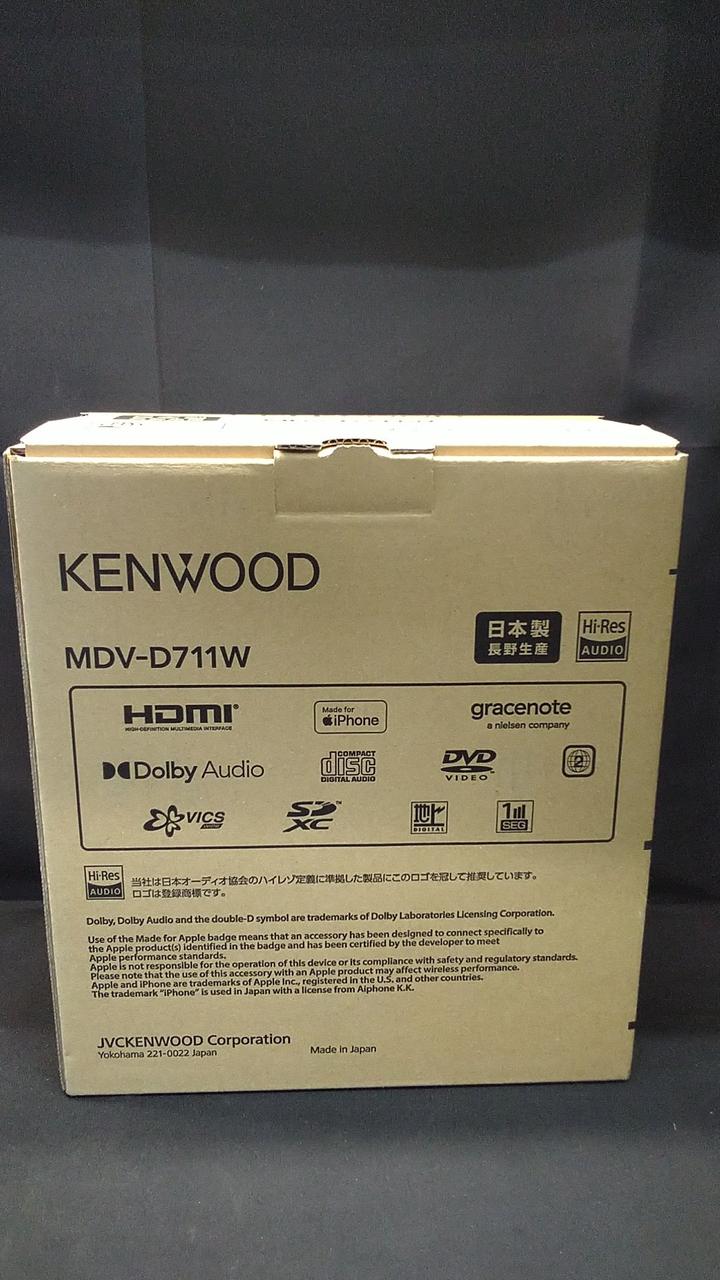 KENWOOD
MDV-D711W
日本製
長野生産
Hi-Res
AUDIO
HDMI
HIGH-DEFINITION MULTIMEDIA INTERFACE
Made for
iPhone
gracenote
a nielsen company
Dolby Audio
COMPACT
disc
DIGITAL AUDIO
DVD
VIDEO
2
VICS
SD XC™
地上
DIGITAL
1
SEG
Hi-Res
AUDIO
当社は日本オーディオ協会のハイレゾ定義に準拠した製品にこのロゴを冠して推奨しています。
ロゴは登録商標です。
Dolby, Dolby Audio and the double-D symbol are trademarks of Dolby Laboratories Licensing Corporation.
Use of the Made for Apple badge means that an accessory has been designed to connect specifically to
the Apple product(s) identified in the badge and has been certified by the developer to meet
Apple performance standards.
Apple is not responsible for the operation of this device or its compliance with safety and regulatory standards.
Please note that the use of this accessory with an Apple product may affect wireless performance.
Apple and iPhone are trademarks of Apple Inc., registered in the U.S. and other countries.
The trademark "iPhone" is used in Japan with a license from Aiphone K.K.
JVCKENWOOD Corporation
Yokohama 221-0022 Japan
Made in Japan